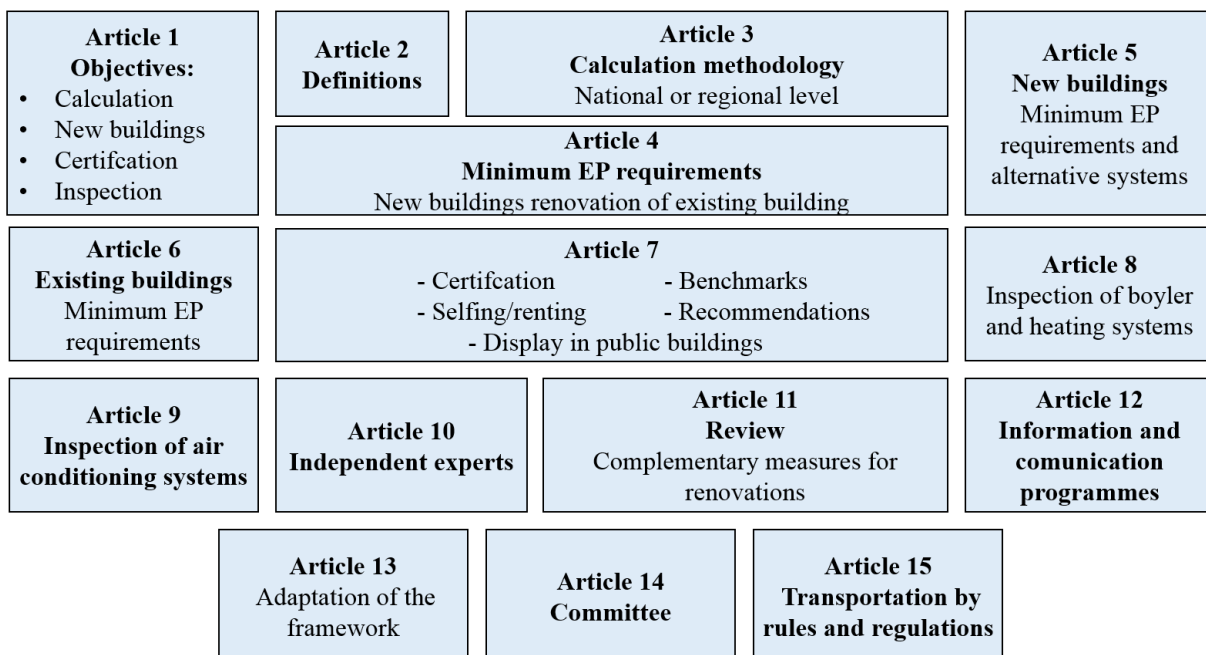 Article 1
Objectives:
• Calculation
• New buildings
• Certifcation
• Inspection
Article 2
Definitions
Article 3
Calculation methodology
National or regional level
Article 4
Minimum EP requirements
New buildings renovation of existing building
Article 5
New buildings
Minimum EP
requirements and
alternative systems
Article 6
Existing buildings
Minimum EP
requirements
Article 7
- Certifcation - Benchmarks
- Selfing/renting - Recommendations
- Display in public buildings
Article 8
Inspection of boyler
and heating systems
Article 9
Inspection of air
conditioning systems
Article 10
Independent experts
Article 11
Review
Complementary measures for
renovations
Article 12
Information and
comunication
programmes
Article 13
Adaptation of the
framework
Article 14
Committee
Article 15
Transportation by
rules and regulations